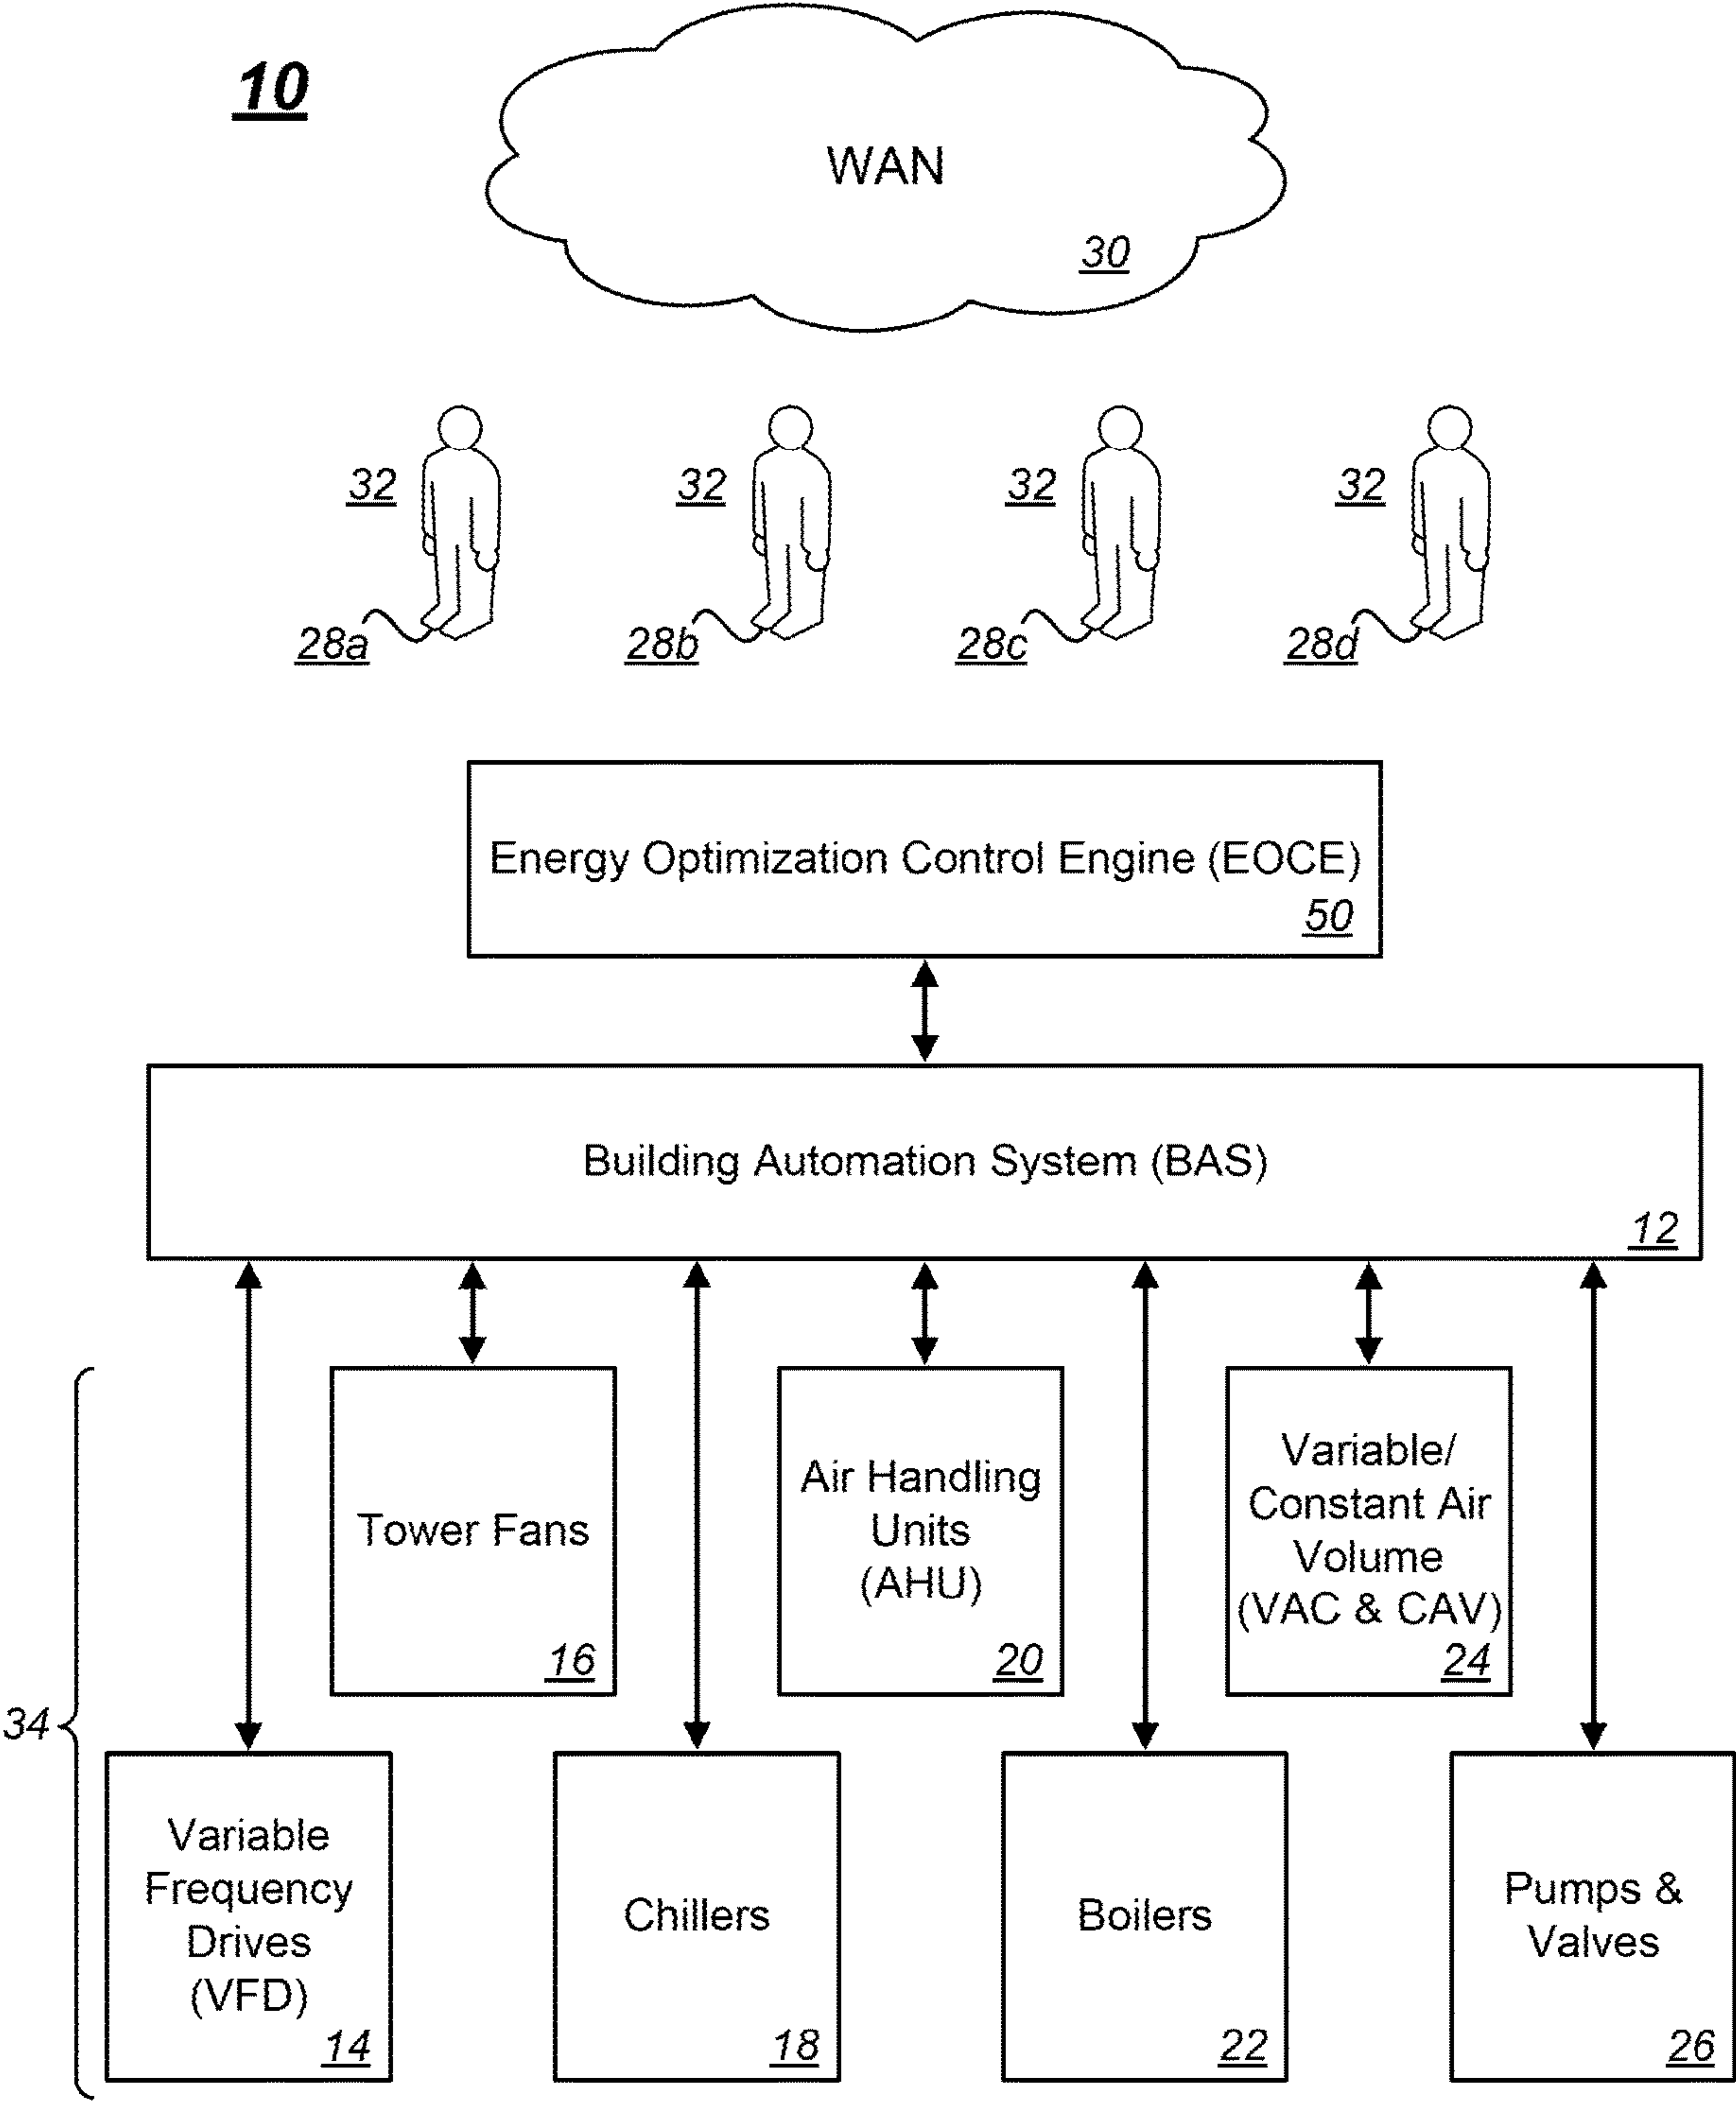 10
WAN
30
32
32
32
32
28a
28b
28c
28d
Energy Optimization Control Engine (EOCE)
50
Building Automation System (BAS)
12
Tower Fans
16
Air Handling
Units
(AHU)
20
Variable/
Constant Air
Volume
(VAC & CAV)
24
34
Variable
Frequency
Drives
(VFD)
14
Chillers
18
Boilers
22
Pumps &
Valves
26